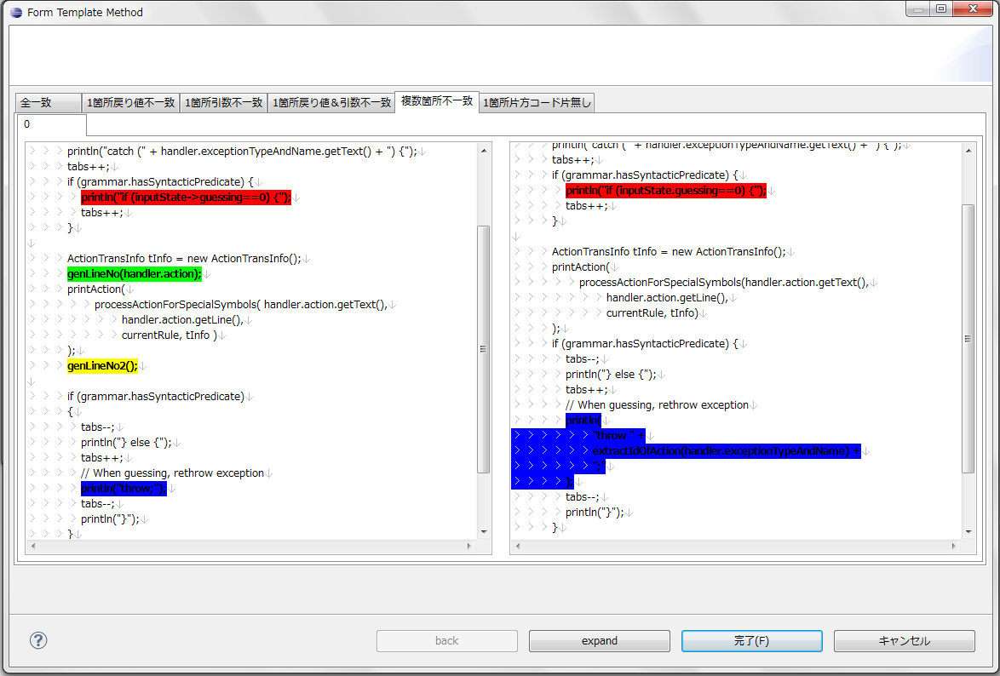 Form Template Method
全一致 1箇所戻り値不一致 1箇所引数不一致 1箇所戻り値&引数不一致 複数箇所不一致 1箇所片方コード片無し
0
println("catch (" + handler.exceptionTypeAndName.getText() + ") {");
tabs++;
if (grammar.hasSyntacticPredicate) {
println("if (inputState->guessing==0) {");
tabs++;
}
ActionTransInfo tInfo = new ActionTransInfo();
genLineNo(handler.action);
printAction(
processActionForSpecialSymbols( handler.action.getText(),
handler.action.getLine(),
currentRule, tInfo )
);
genLineNo2();
if (grammar.hasSyntacticPredicate)
{
tabs--;
println("} else {");
tabs++;
// When guessing, rethrow exception
println("throw;");
tabs--;
println("}");
}
println("catch (" + handler.exceptionTypeAndName.getText() + ") {");
tabs++;
if (grammar.hasSyntacticPredicate) {
println("if (inputState.guessing==0) {");
tabs++;
}
ActionTransInfo tInfo = new ActionTransInfo();
printAction(
processActionForSpecialSymbols(handler.action.getText(),
handler.action.getLine(),
currentRule, tInfo)
);
if (grammar.hasSyntacticPredicate) {
tabs--;
println("} else {");
tabs++;
// When guessing, rethrow exception
println(
"throw " +
extractIdOfAction(handler.exceptionTypeAndName) +
";"
);
tabs--;
println("}");
}
back expand 完了(F) キャンセル